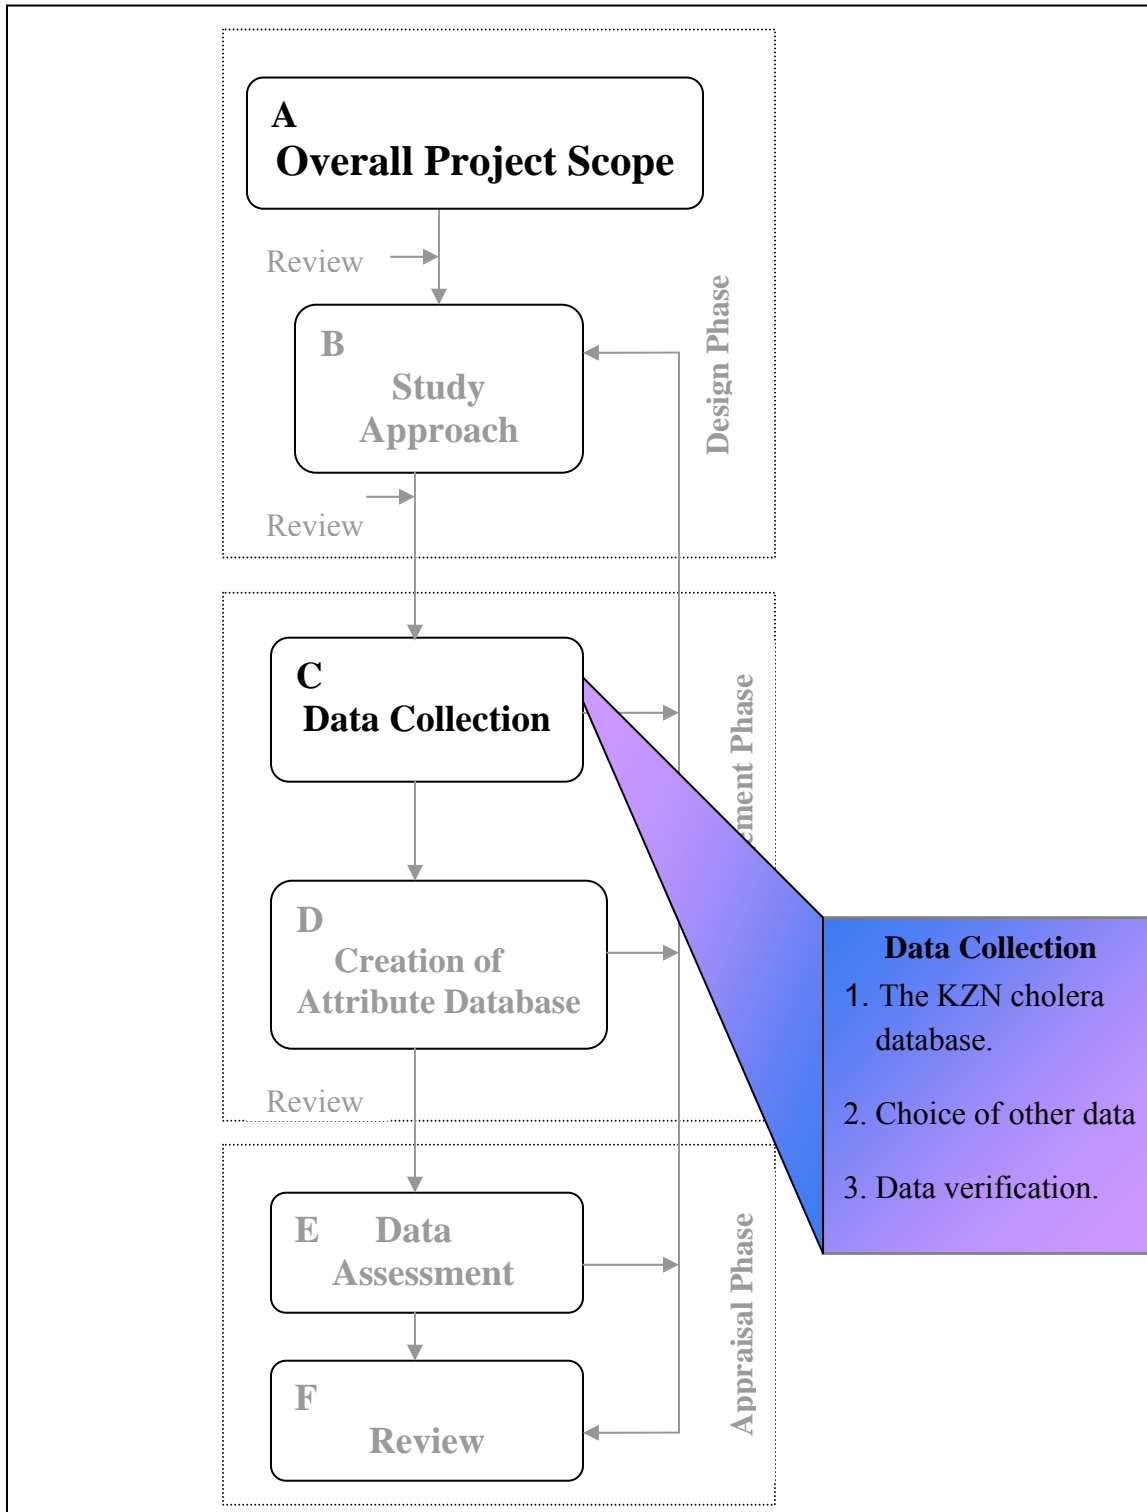 A
Overall Project Scope
Review
B
Study
Approach
Review
Design Phase
C
Data Collection
D
Creation of
Attribute Database
Review
Phase
Data Collection
1. The KZN cholera
database.
2. Choice of other data
3. Data verification.
E Data
Assessment
F
Review
Appraisal Phase